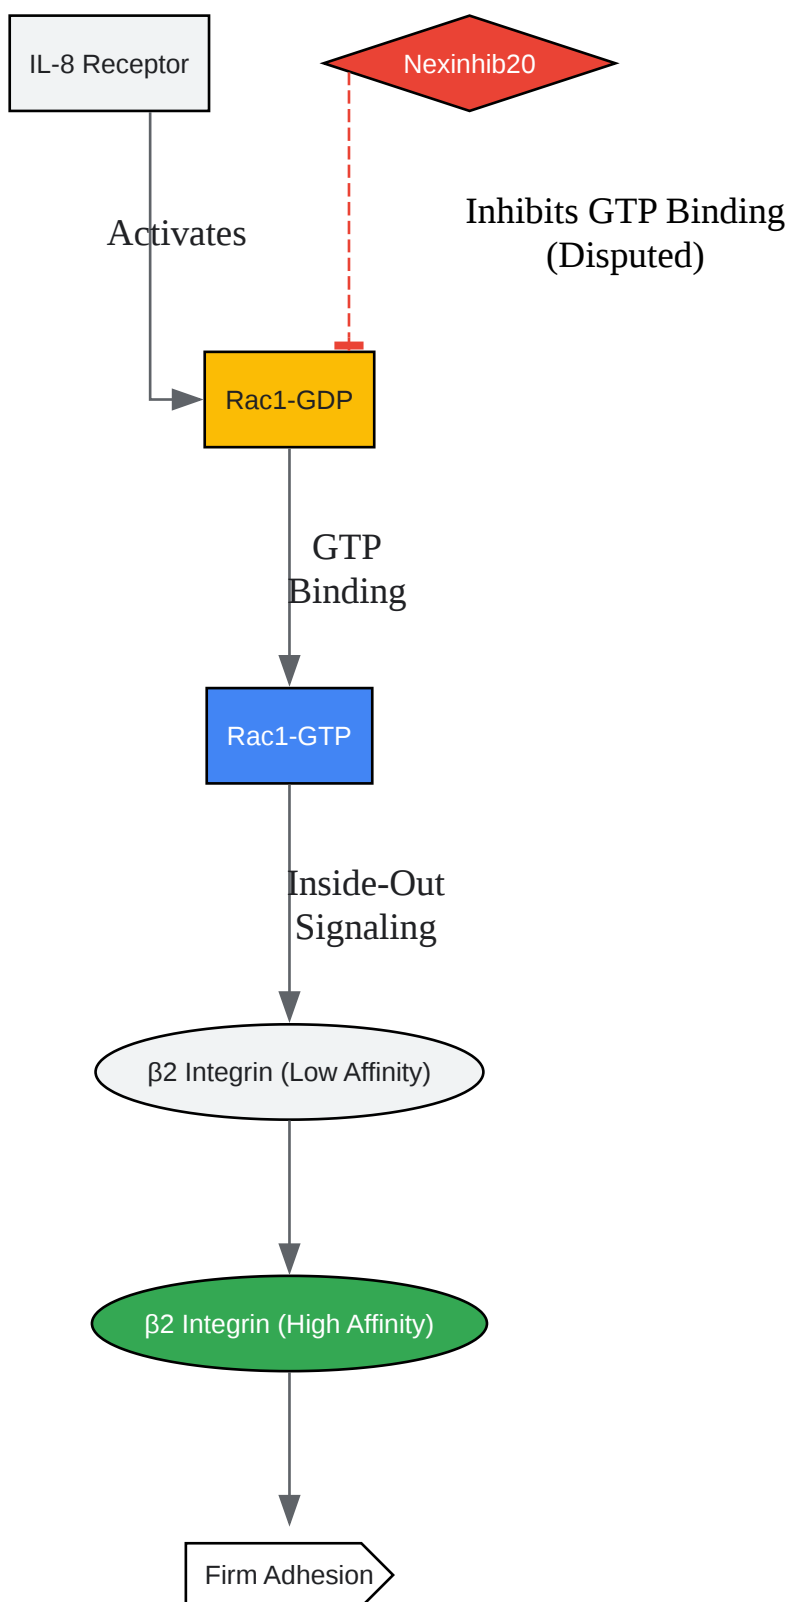 IL-8 Receptor
Nexinhib20
Activates
Inhibits GTP Binding
(Disputed)
Rac1-GDP
GTP
Binding
Rac1-GTP
Inside-Out
Signaling
β2 Integrin (Low Affinity)
β2 Integrin (High Affinity)
Firm Adhesion